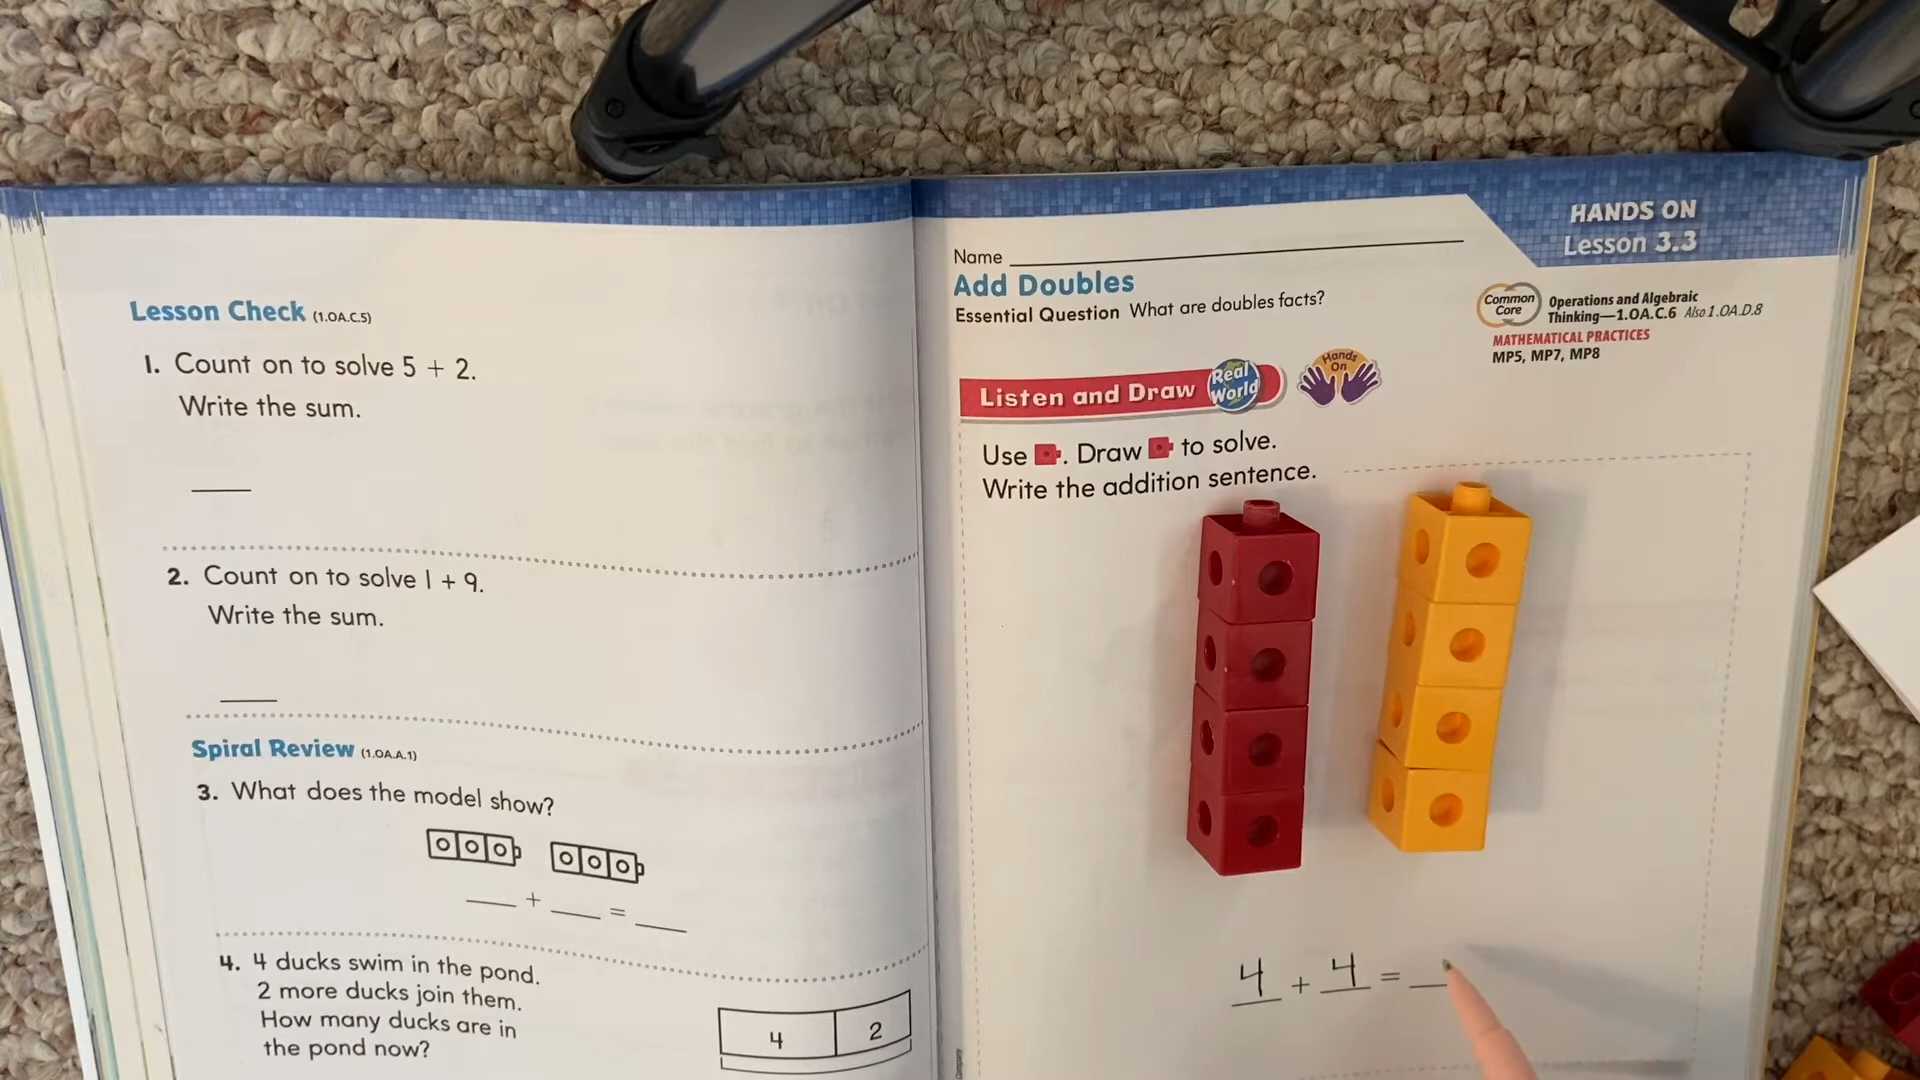 Lesson Check (1.OA.C.5)
1. Count on to solve 5 + 2.
Write the sum.
2. Count on to solve 1 + 9.
Write the sum.
Spiral Review (1.OA.A.1)
3. What does the model show?
___ + ___ = ___
4. 4 ducks swim in the pond.
2 more ducks join them.
How many ducks are in
the pond now?
4 2
HANDS ON
Lesson 3.3
Name
Add Doubles
Essential Question What are doubles facts?
Common
Core
Operations and Algebraic
Thinking—1.OA.C.6 Also 1.OA.D.8
MATHEMATICAL PRACTICES
MP5, MP7, MP8
Listen and Draw
Real
World
Hands
On
Use . Draw to solve.
Write the addition sentence.
4 + 4 = __
Company